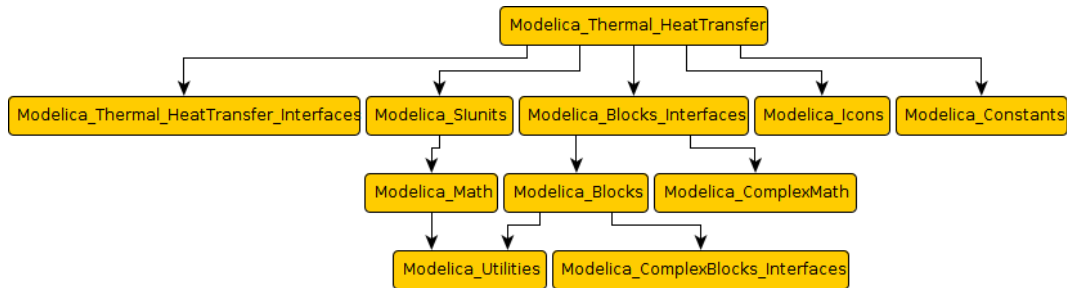 Modelica_Thermal_HeatTransfer
Modelica_Thermal_HeatTransfer_Interfaces
Modelica_SIunits
Modelica_Blocks_Interfaces
Modelica_Icons
Modelica_Constants
Modelica_Math
Modelica_Blocks
Modelica_ComplexMath
Modelica_Utilities
Modelica_ComplexBlocks_Interfaces